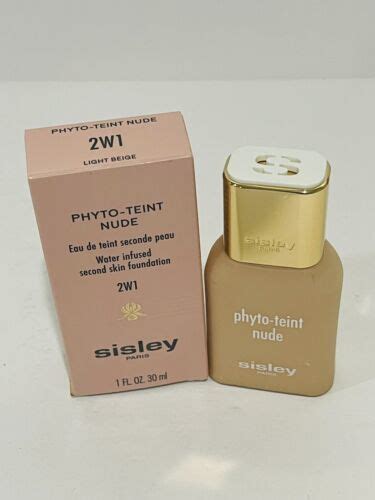 PHYTO-TEINT NUDE
2W1
LIGHT BEIGE
PHYTO-TEINT
NUDE
Eau de teint seconde peau
Water infused
second skin foundation
2W1
sisley
PARIS
1 FL. OZ. 30 ml
sisley
PARIS
phyto-teint
nude
sisley
PARIS